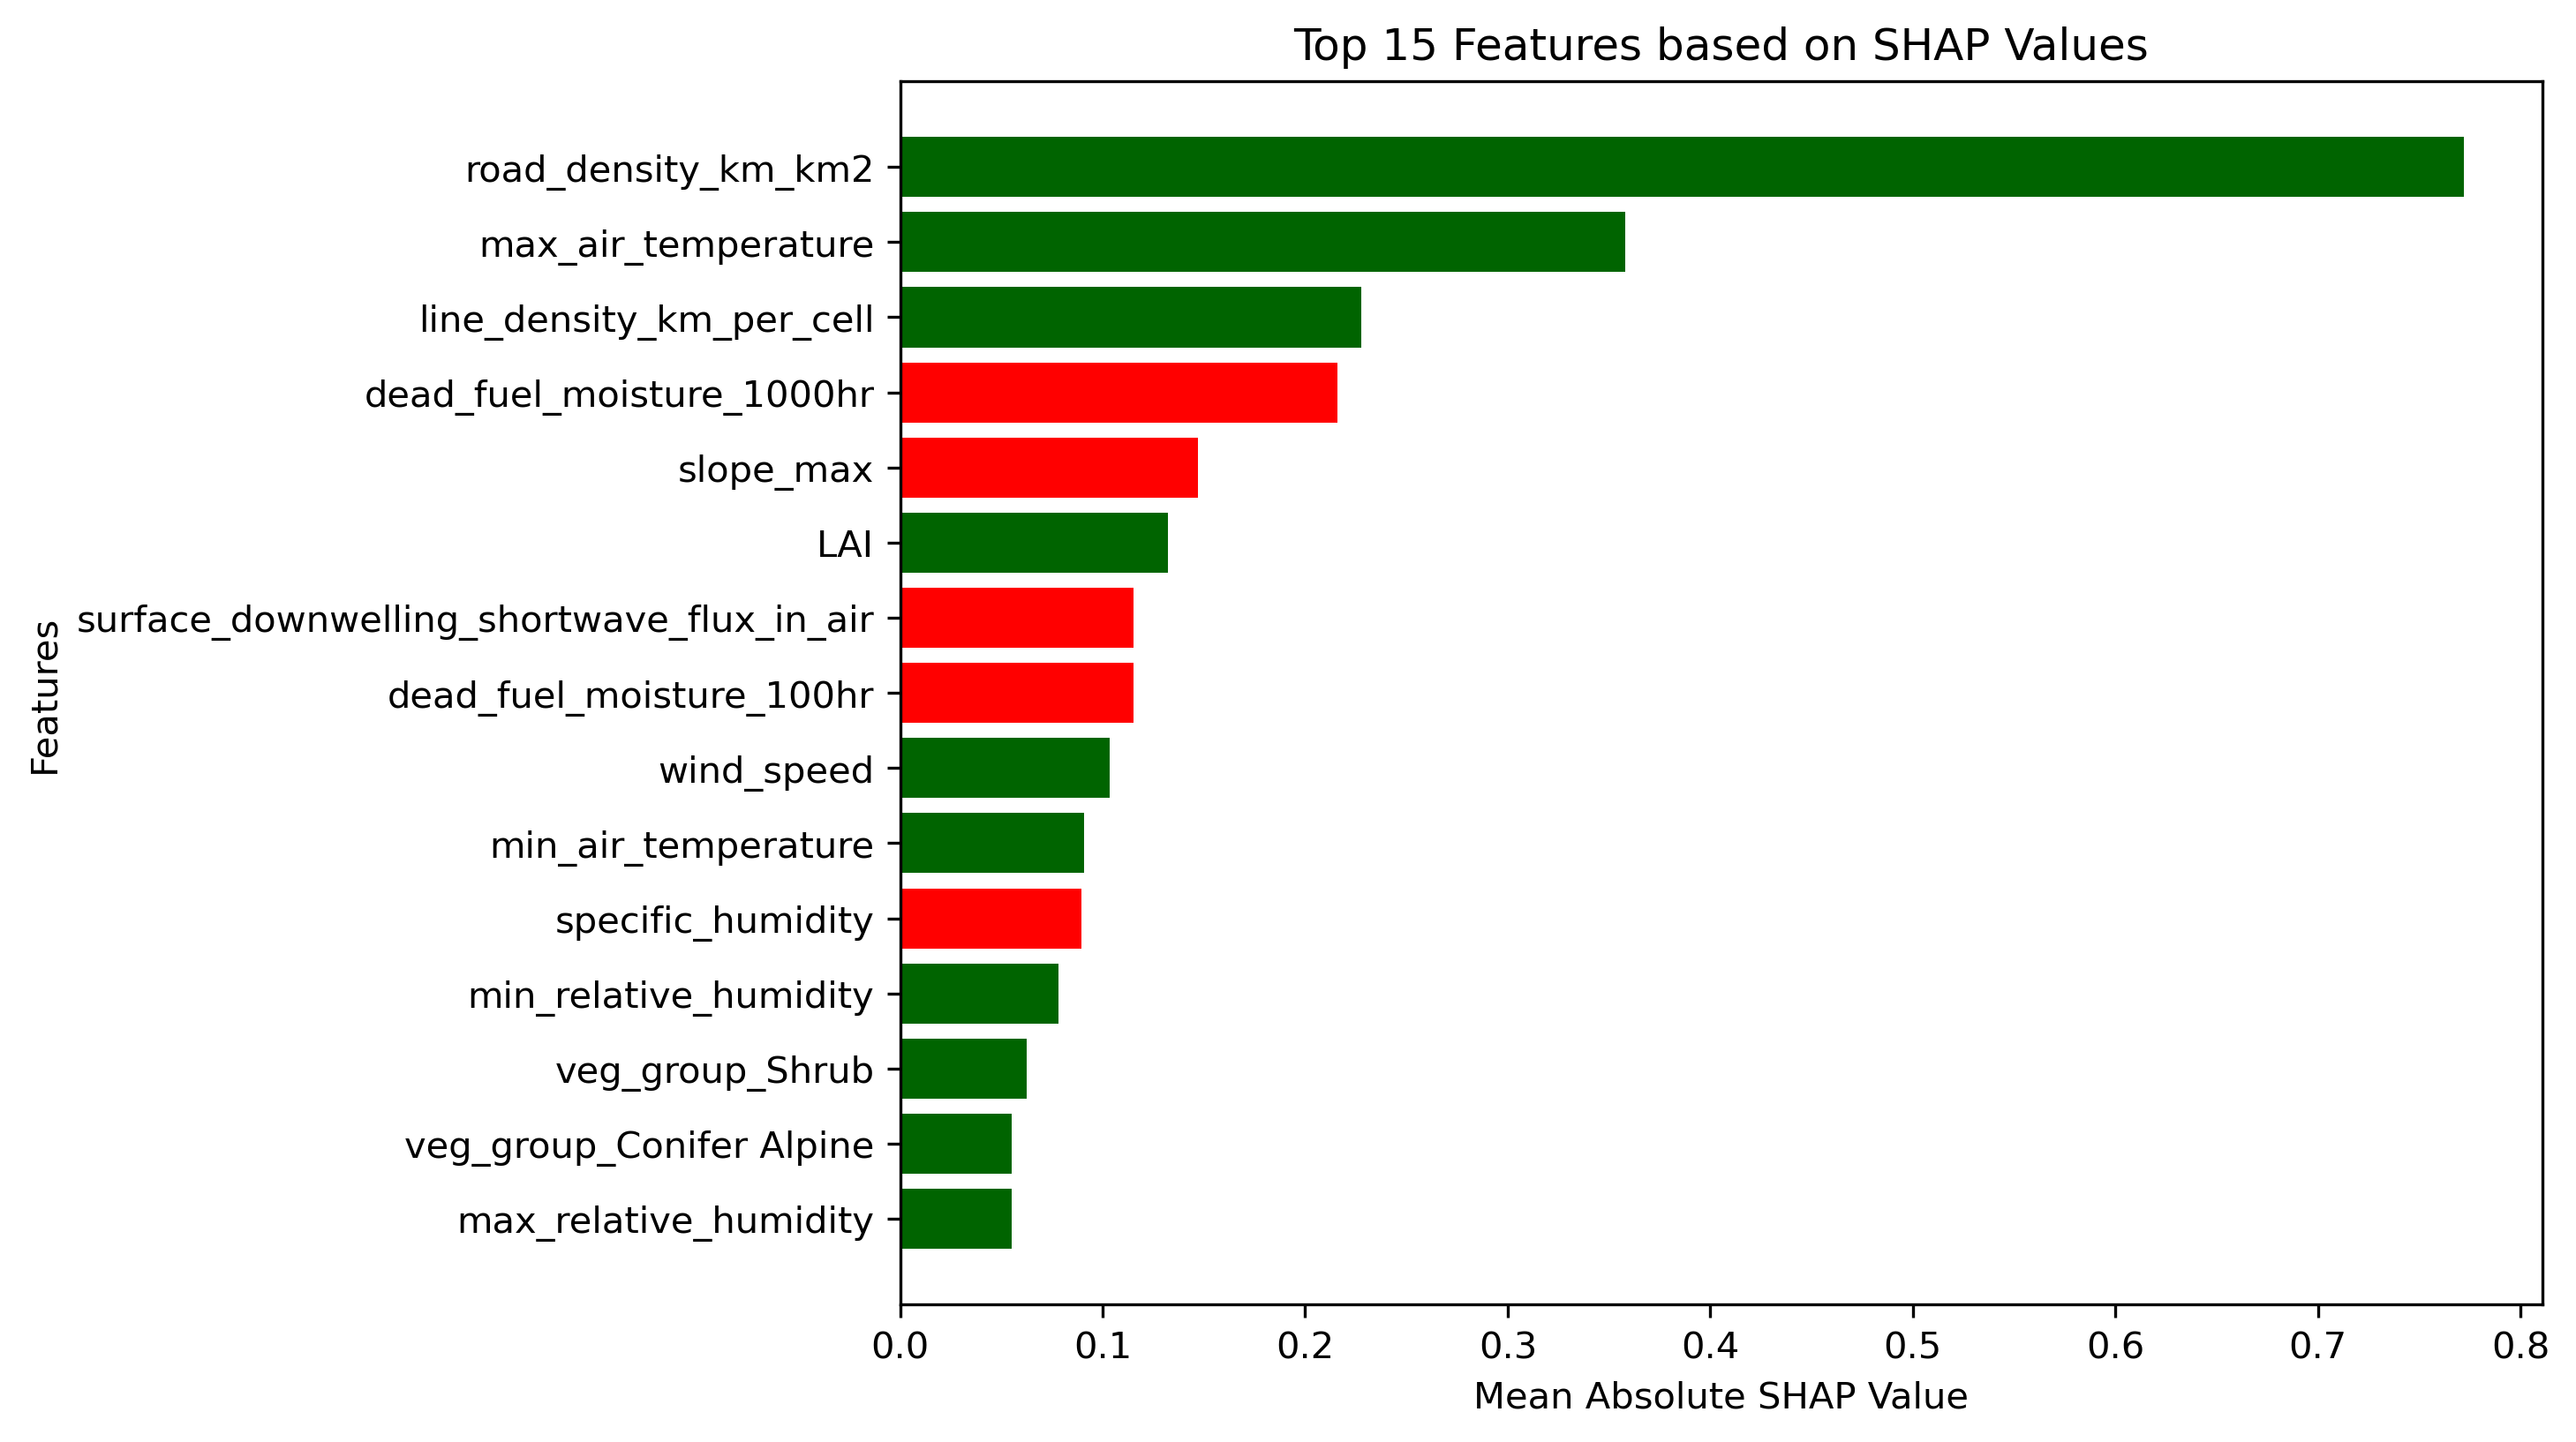 Top 15 Features based on SHAP Values
road_density_km_km2
max_air_temperature
line_density_km_per_cell
dead_fuel_moisture_1000hr
slope_max
LAI
surface_downwelling_shortwave_flux_in_air
dead_fuel_moisture_100hr
wind_speed
min_air_temperature
specific_humidity
min_relative_humidity
veg_group_Shrub
veg_group_Conifer Alpine
max_relative_humidity
Features
0.0 0.1 0.2 0.3 0.4 0.5 0.6 0.7 0.8
Mean Absolute SHAP Value